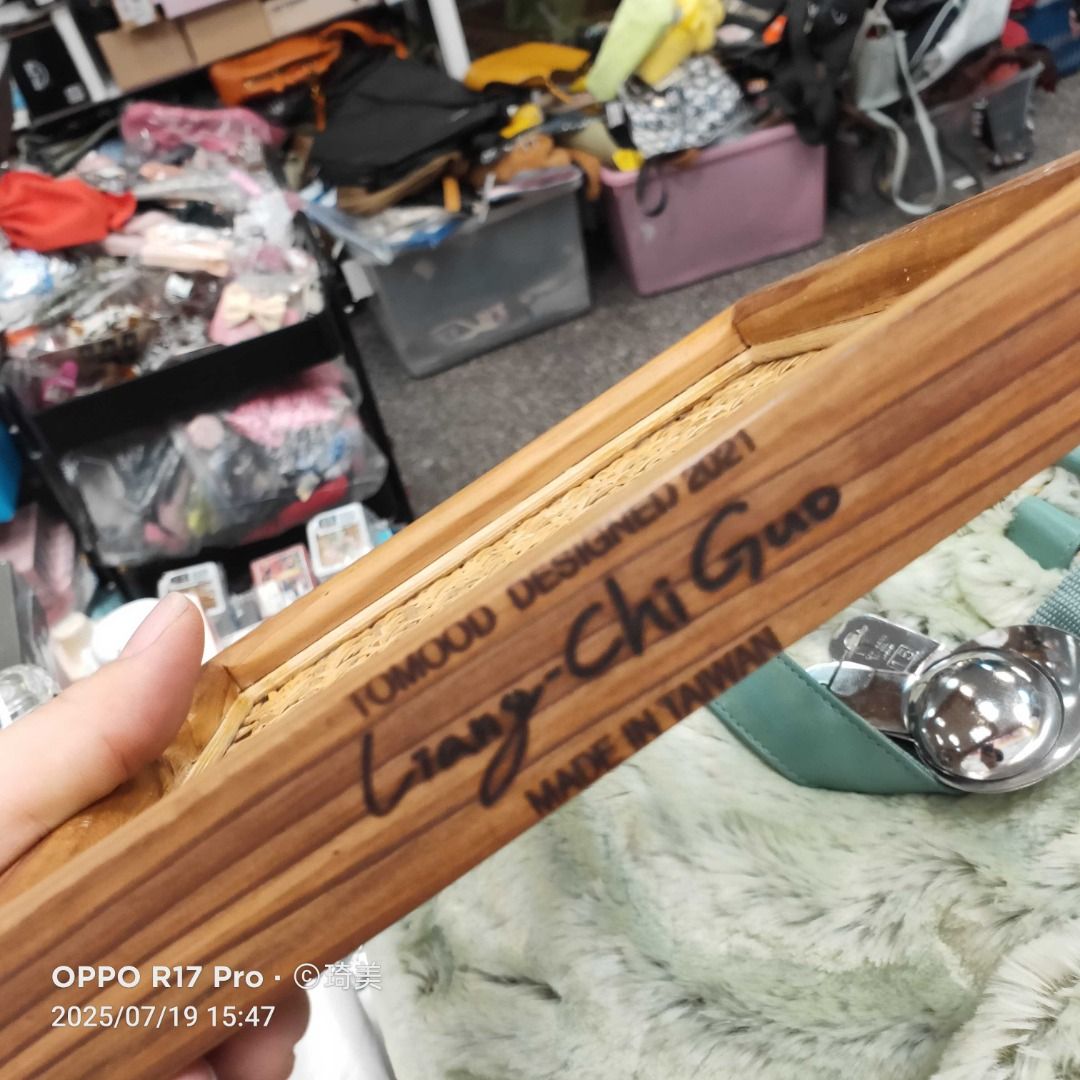 TOMOOD DESIGNED 2021
Liang-Chi Guo
MADE IN TAIWAN
OPPO R17 Pro · ©琦美
2025/07/19 15:47